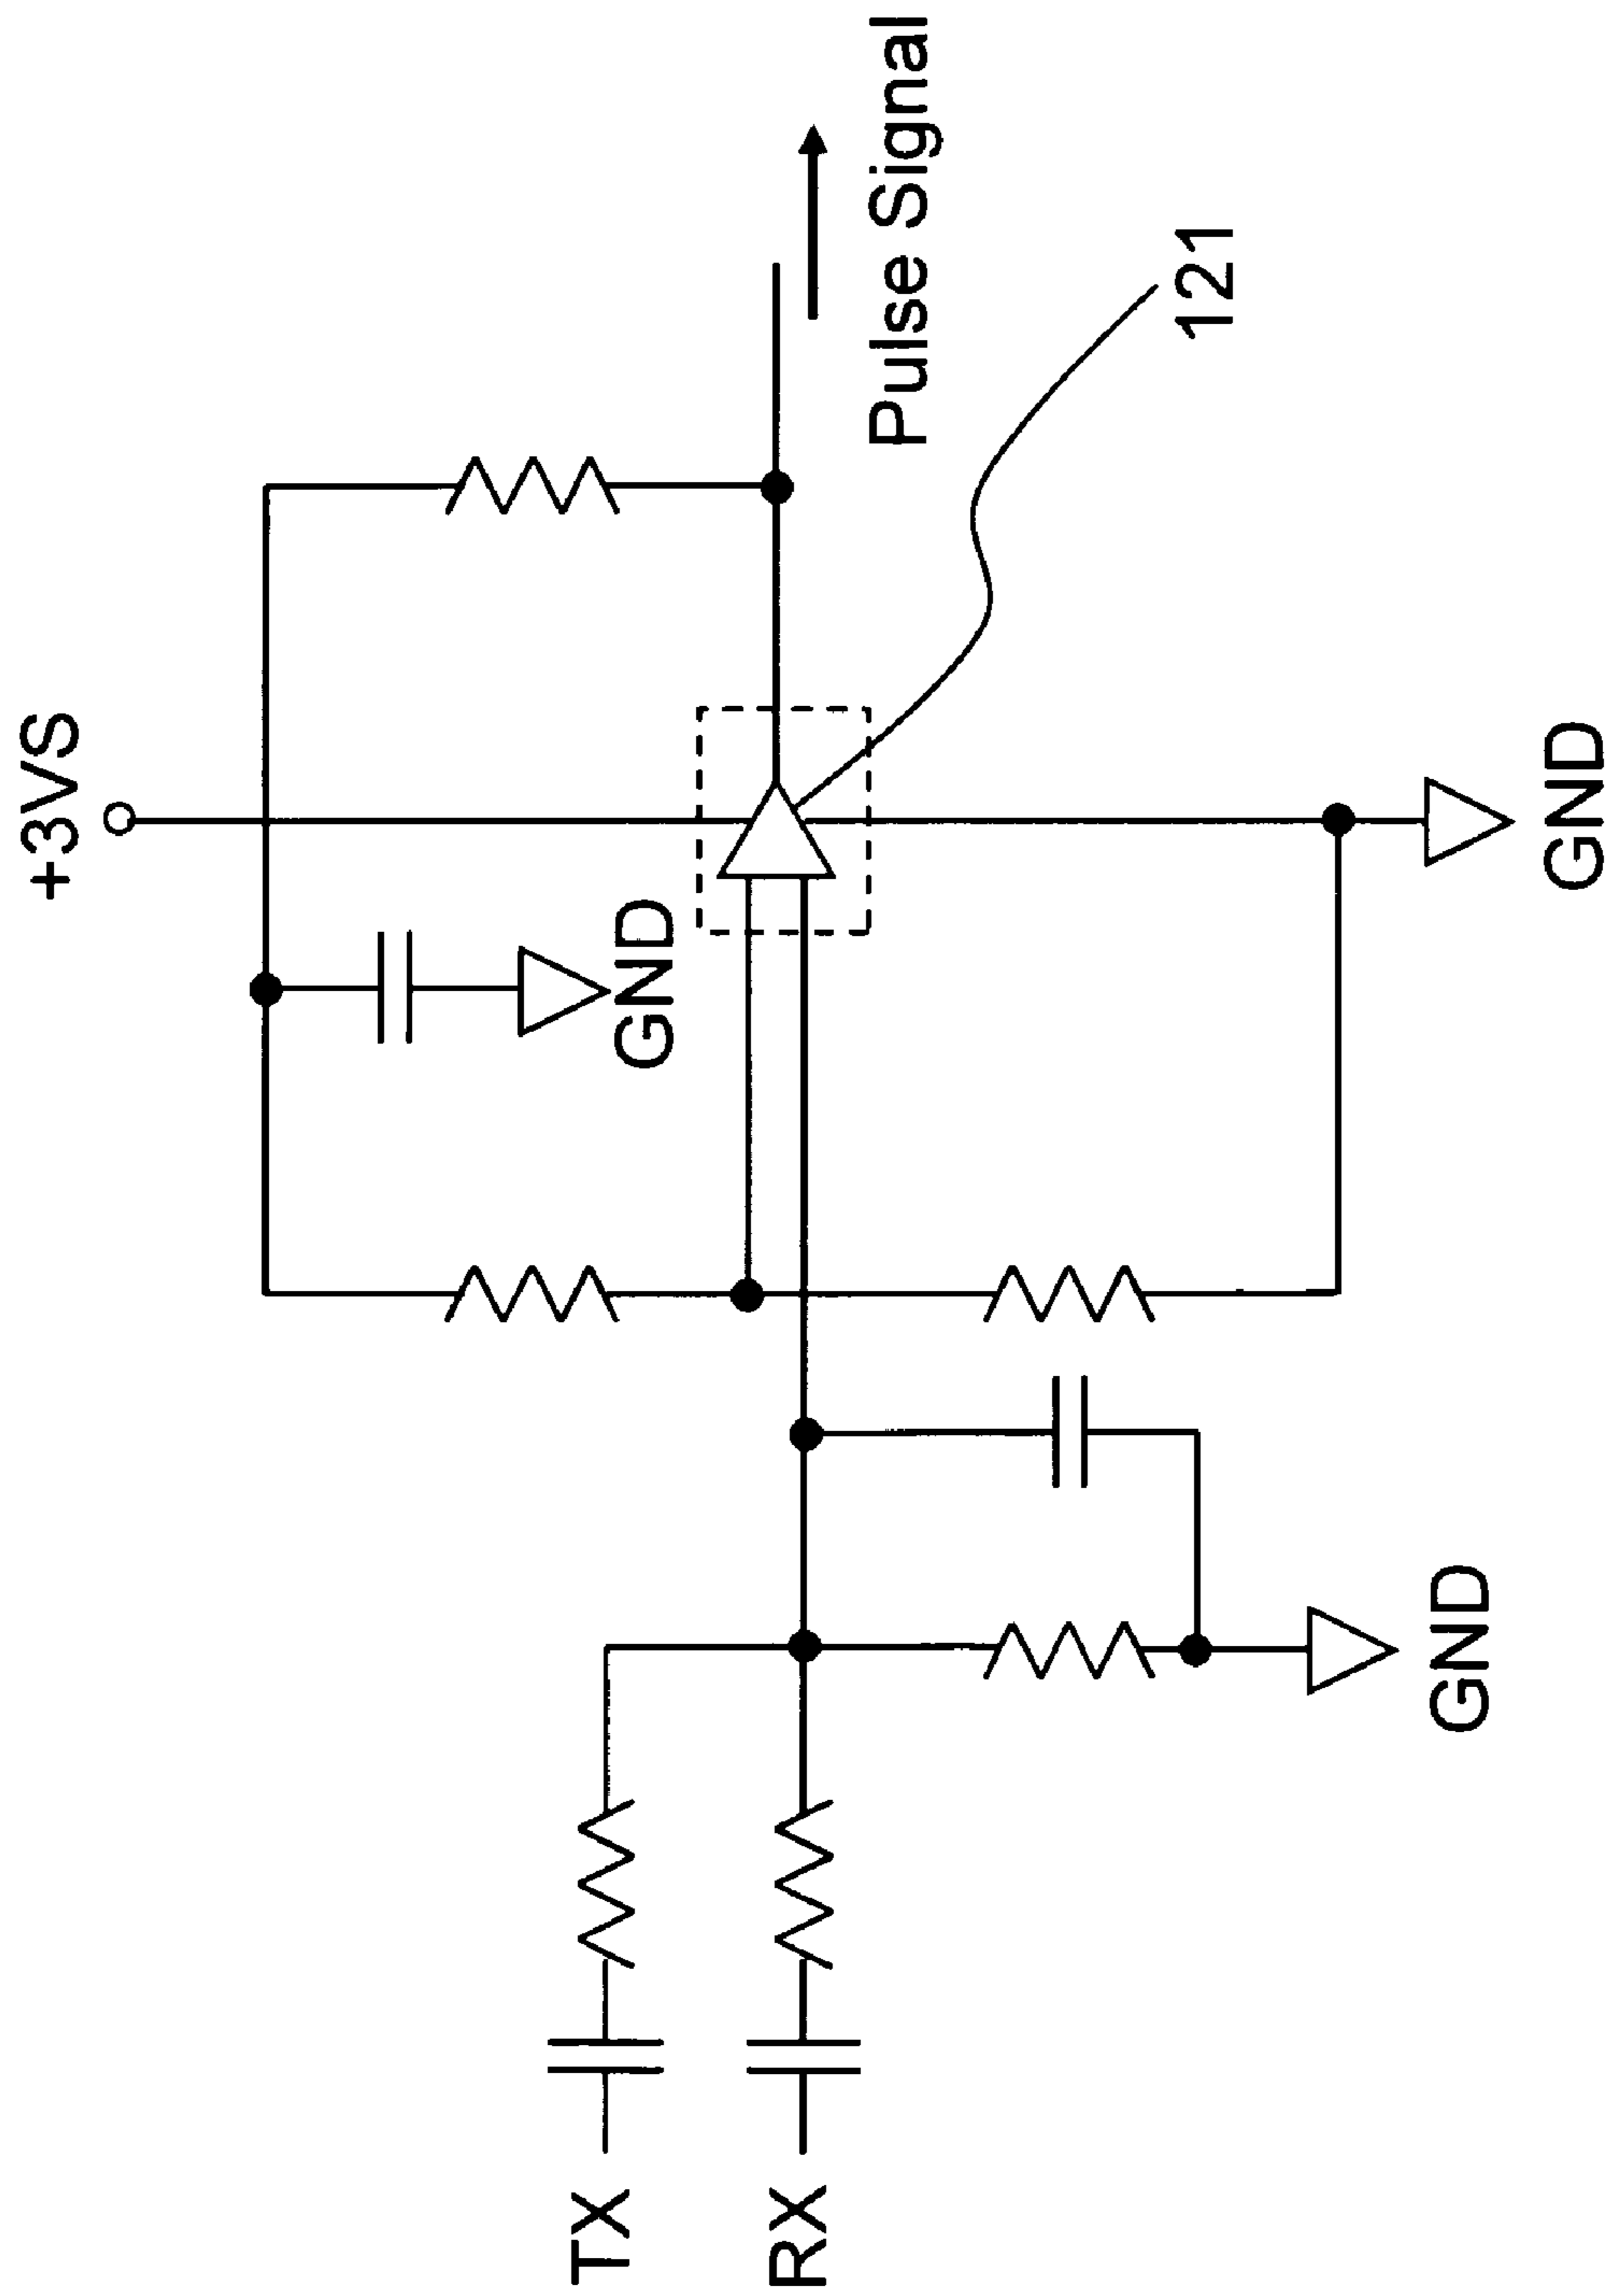 +3VS
GND
Pulse Signal
121
TX
RX
GND
GND